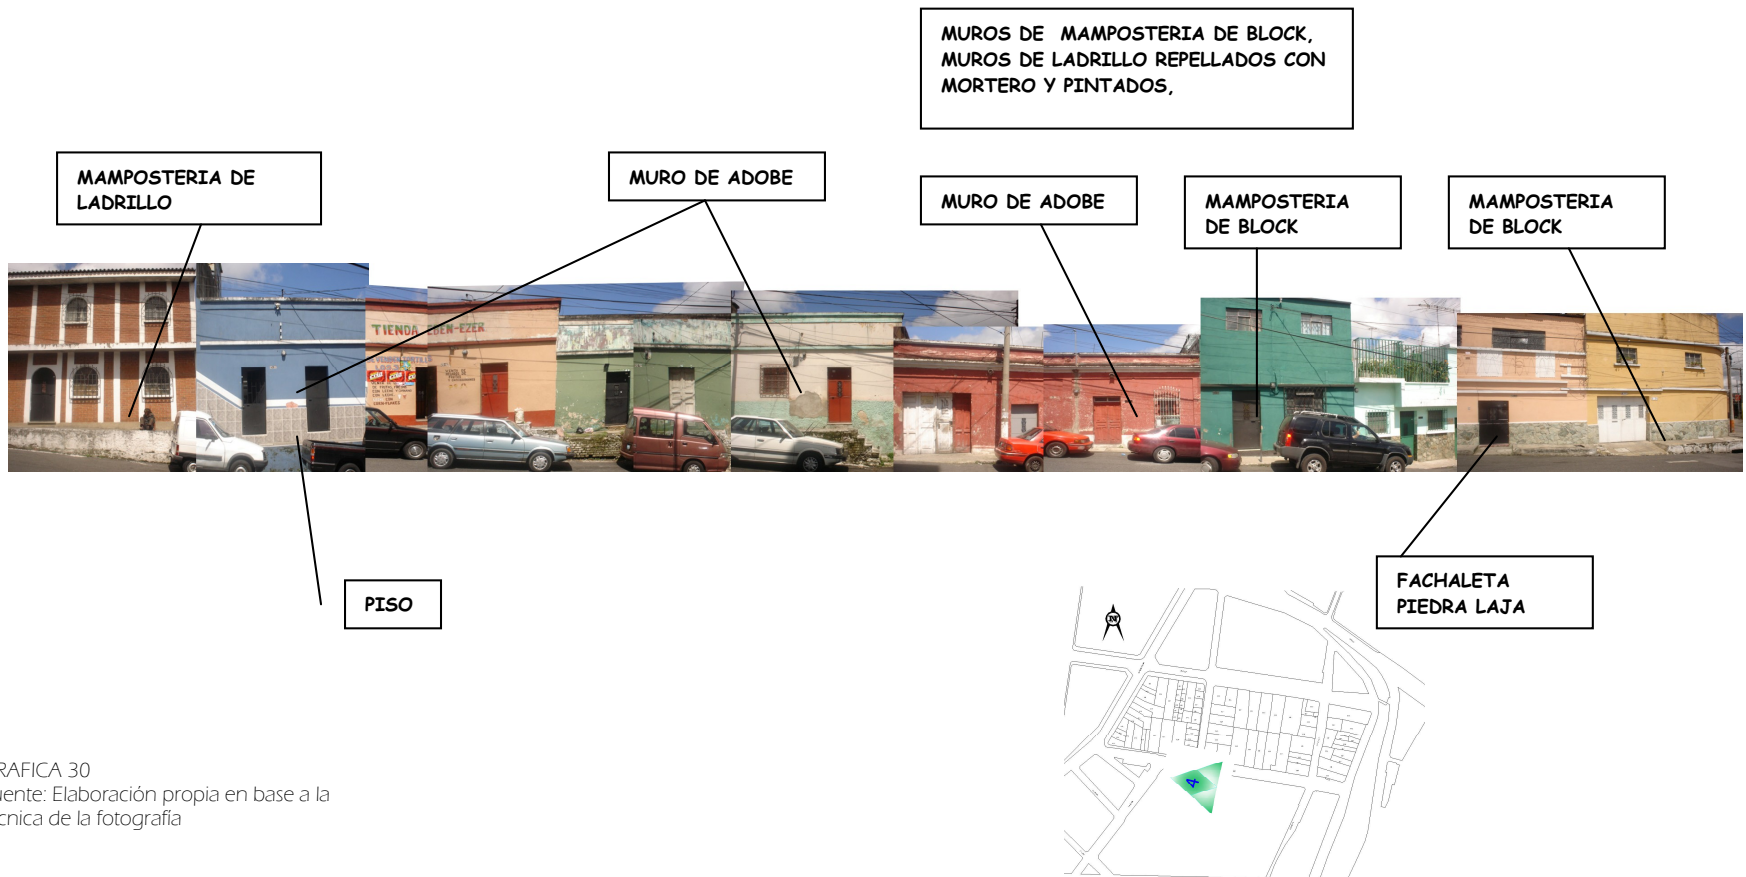 MUROS DE MAMPOSTERIA DE BLOCK,
MUROS DE LADRILLO REPELLADOS CON
MORTERO Y PINTADOS,
MAMPOSTERIA DE
LADRILLO
MURO DE ADOBE
MURO DE ADOBE
MAMPOSTERIA
DE BLOCK
MAMPOSTERIA
DE BLOCK
TIENDA EBEN-EZER
PISO
FACHALETA
PIEDRA LAJA
N
4
RAFICA 30
uente: Elaboración propia en base a la
cnica de la fotografía